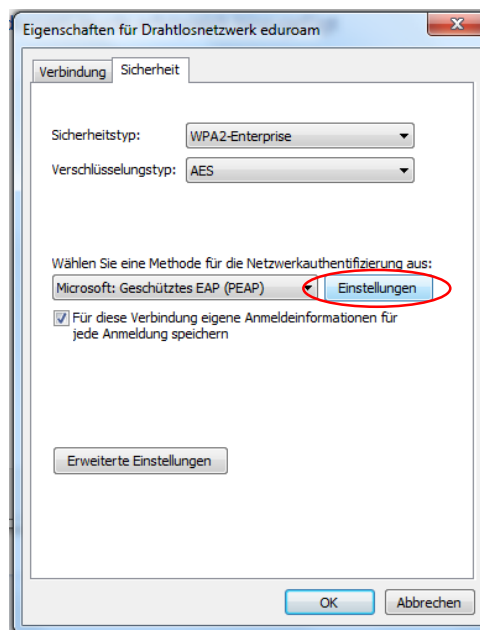 Eigenschaften für Drahtlosnetzwerk eduroam
Verbindung Sicherheit
Sicherheitstyp: WPA2-Enterprise
Verschlüsselungstyp: AES
Wählen Sie eine Methode für die Netzwerkauthentifizierung aus:
Microsoft: Geschütztes EAP (PEAP) Einstellungen
Für diese Verbindung eigene Anmeldeinformationen für
jede Anmeldung speichern
Erweiterte Einstellungen
OK Abbrechen